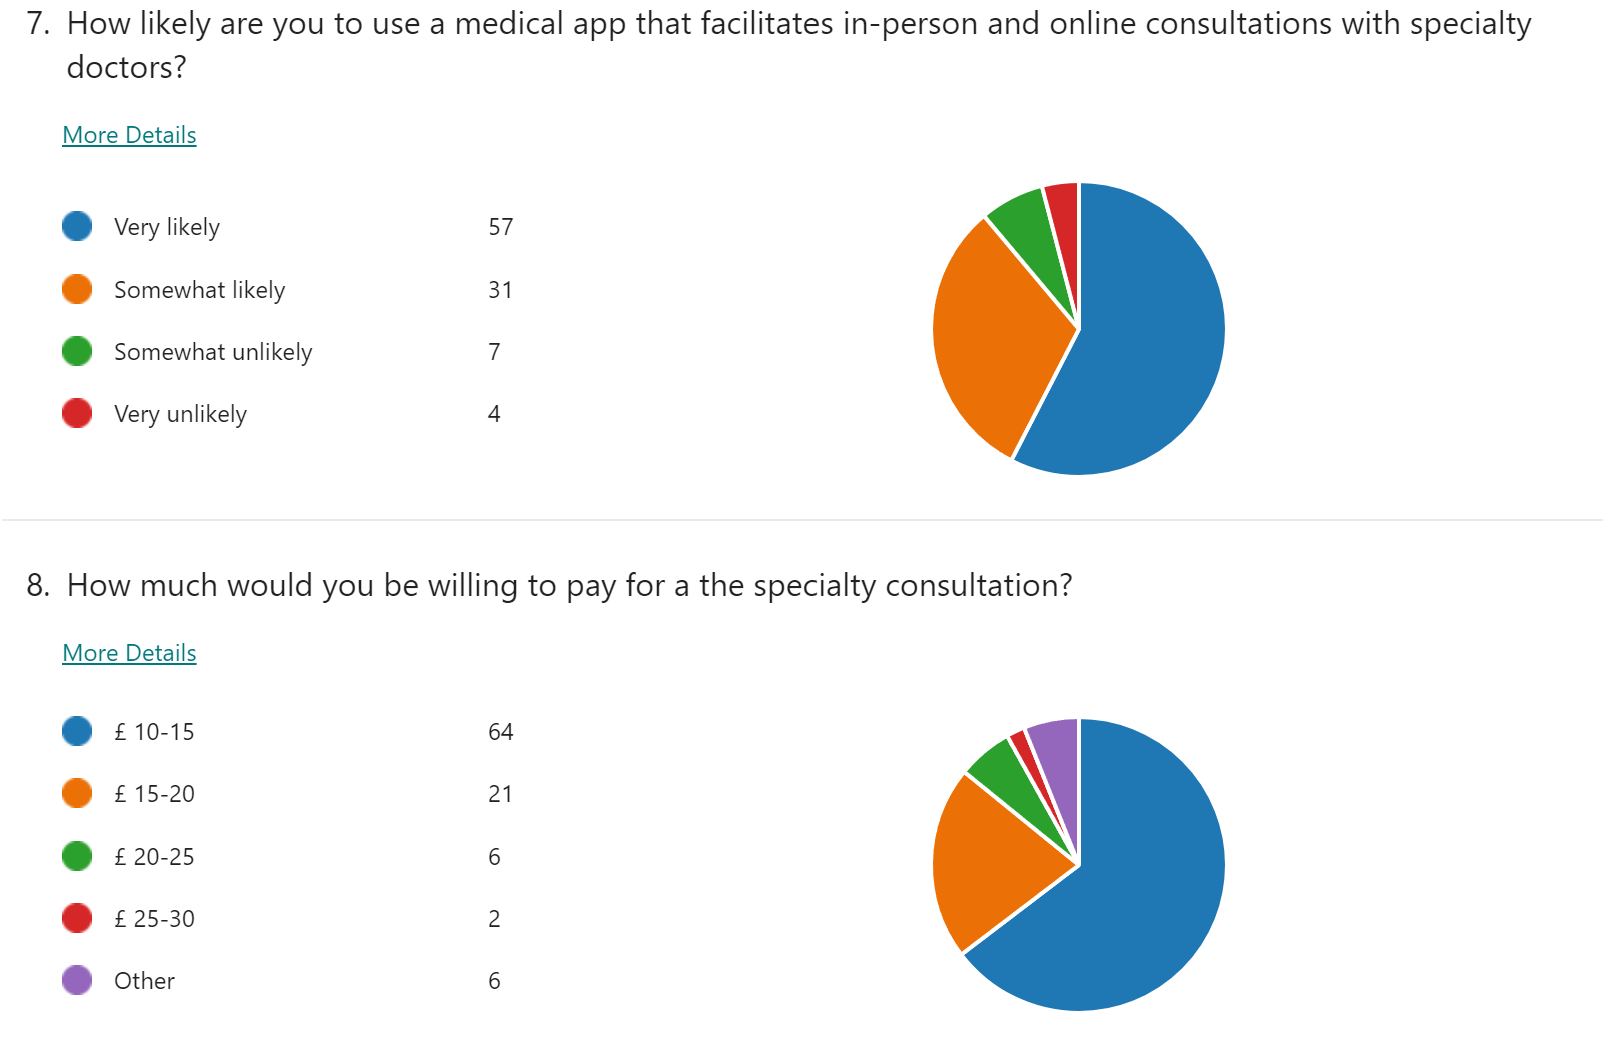 7. How likely are you to use a medical app that facilitates in-person and online consultations with specialty
doctors?
More Details
Very likely 57
Somewhat likely 31
Somewhat unlikely 7
Very unlikely 4
8. How much would you be willing to pay for a the specialty consultation?
More Details
£ 10-15 64
£ 15-20 21
£ 20-25 6
£ 25-30 2
Other 6